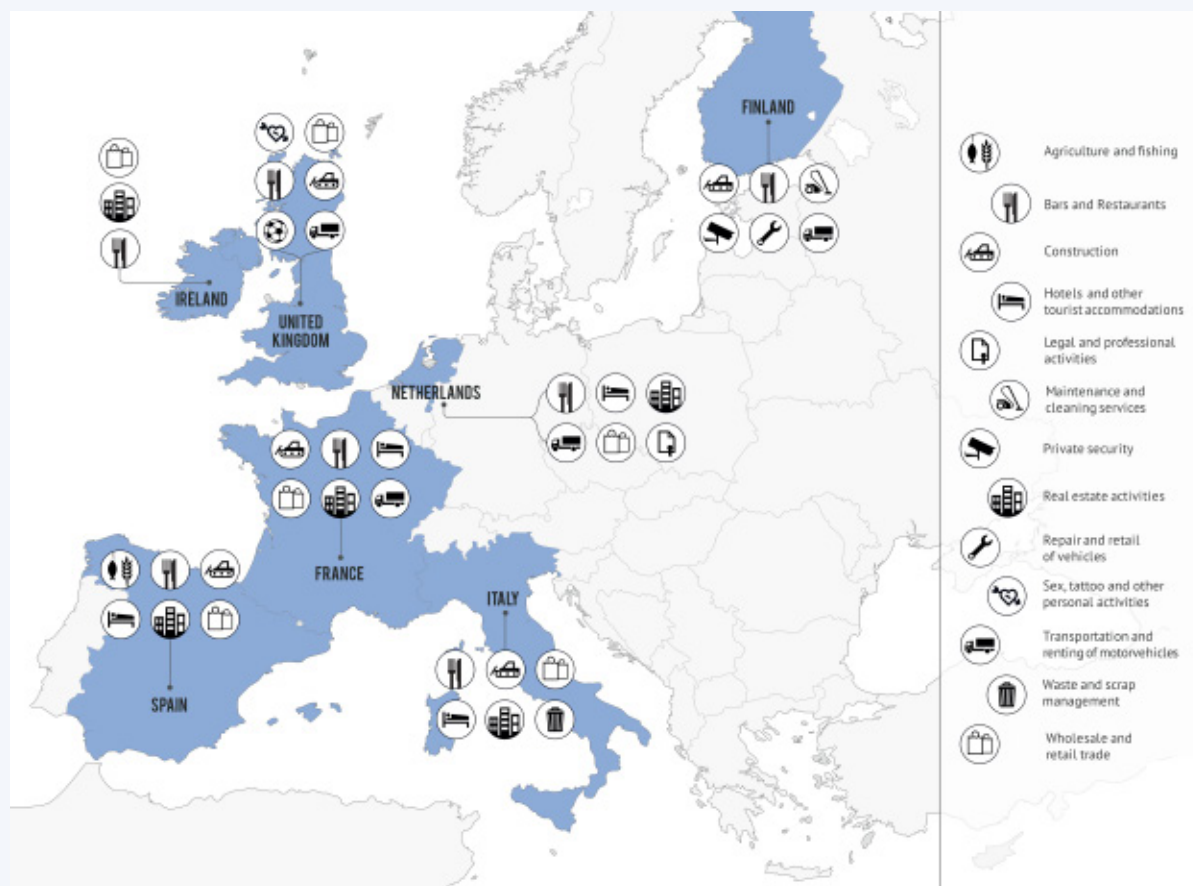 FINLAND
IRELAND
UNITED
KINGDOM
NETHERLANDS
FRANCE
ITALY
SPAIN
Agriculture and fishing
Bars and Restaurants
Construction
Hotels and other
tourist accommodations
Legal and professional
activities
Maintenance and
cleaning services
Private security
Real estate activities
Repair and retail
of vehicles
Sex, tattoo and other
personal activities
Transportation and
renting of motorvehicles
Waste and scrap
management
Wholesale and
retail trade